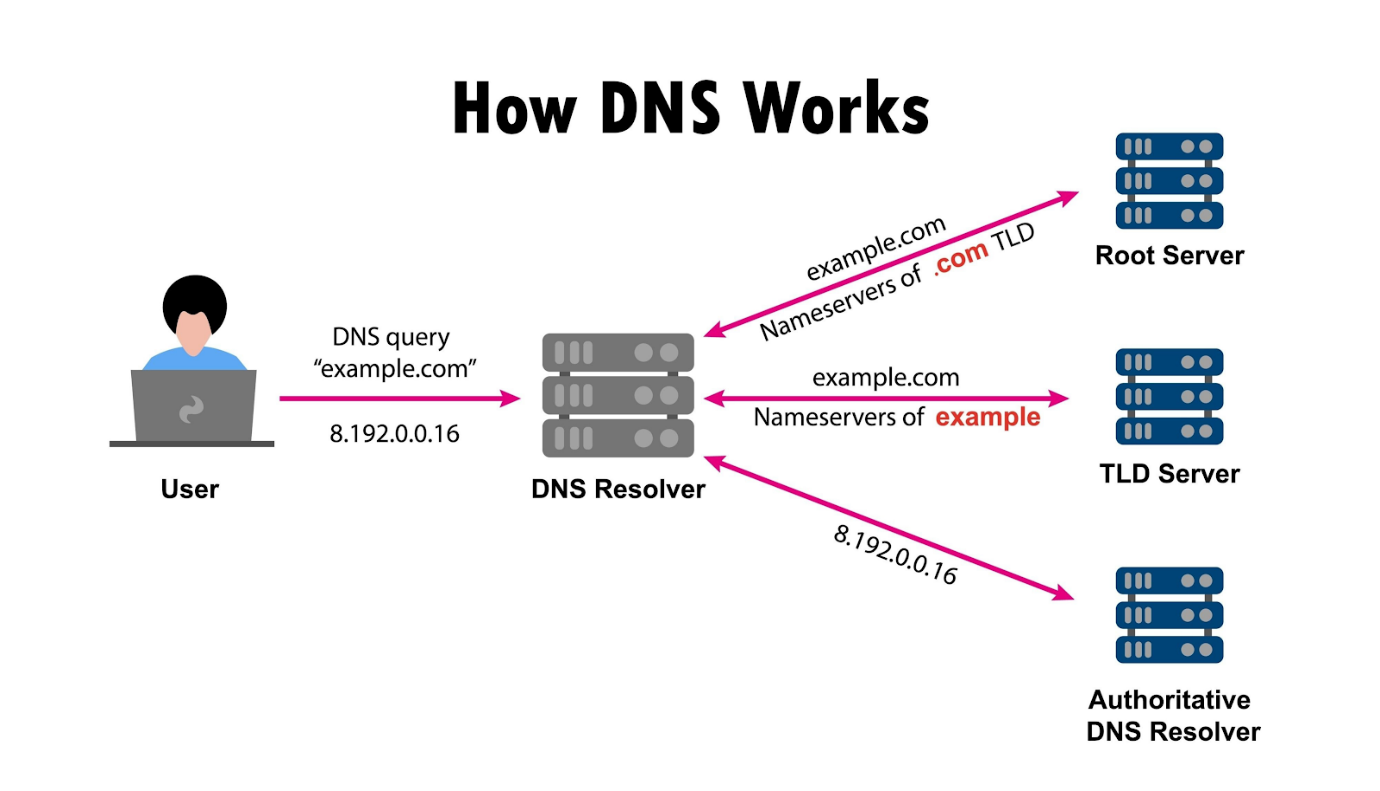 How DNS Works
DNS query
“example.com”
8.192.0.0.16
User
DNS Resolver
example.com
Nameservers of .com TLD
Root Server
example.com
Nameservers of example
TLD Server
8.192.0.0.16
Authoritative
DNS Resolver